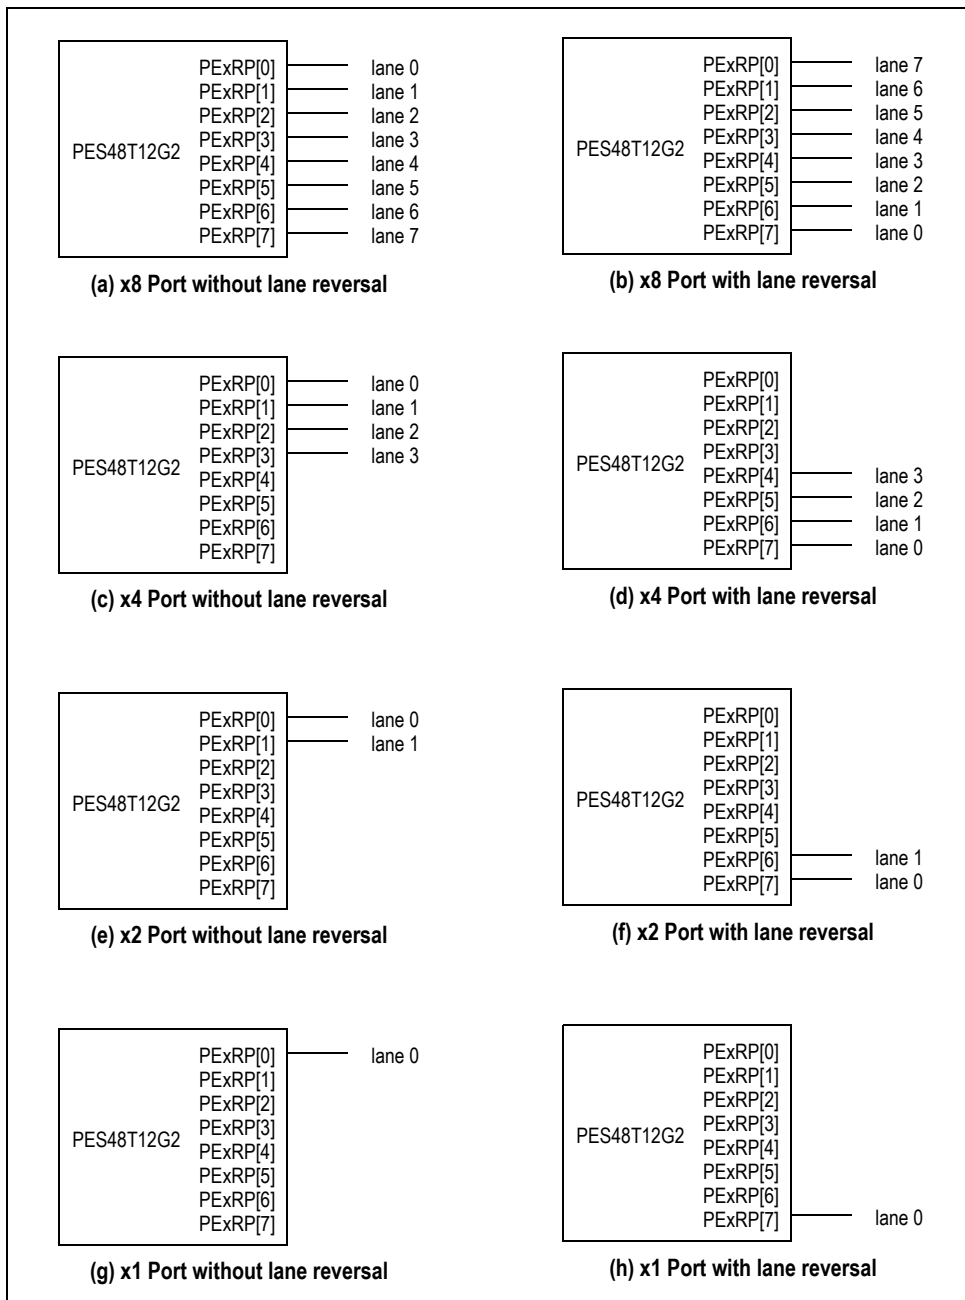 PExRP[0] lane 0
PExRP[1] lane 1
PExRP[2] lane 2
PExRP[3] lane 3
PES48T12G2
PExRP[4] lane 4
PExRP[5] lane 5
PExRP[6] lane 6
PExRP[7] lane 7
(a) x8 Port without lane reversal
PExRP[0] lane 7
PExRP[1] lane 6
PExRP[2] lane 5
PExRP[3] lane 4
PES48T12G2
PExRP[4] lane 3
PExRP[5] lane 2
PExRP[6] lane 1
PExRP[7] lane 0
(b) x8 Port with lane reversal
PExRP[0] lane 0
PExRP[1] lane 1
PExRP[2] lane 2
PExRP[3] lane 3
PES48T12G2
PExRP[4]
PExRP[5]
PExRP[6]
PExRP[7]
(c) x4 Port without lane reversal
PExRP[0]
PExRP[1]
PExRP[2]
PExRP[3]
PES48T12G2
PExRP[4] lane 3
PExRP[5] lane 2
PExRP[6] lane 1
PExRP[7] lane 0
(d) x4 Port with lane reversal
PExRP[0] lane 0
PExRP[1] lane 1
PExRP[2]
PExRP[3]
PES48T12G2
PExRP[4]
PExRP[5]
PExRP[6]
PExRP[7]
(e) x2 Port without lane reversal
PExRP[0]
PExRP[1]
PExRP[2]
PExRP[3]
PES48T12G2
PExRP[4]
PExRP[5]
PExRP[6] lane 1
PExRP[7] lane 0
(f) x2 Port with lane reversal
PExRP[0] lane 0
PExRP[1]
PExRP[2]
PExRP[3]
PES48T12G2
PExRP[4]
PExRP[5]
PExRP[6]
PExRP[7]
(g) x1 Port without lane reversal
PExRP[0]
PExRP[1]
PExRP[2]
PExRP[3]
PES48T12G2
PExRP[4]
PExRP[5]
PExRP[6]
PExRP[7] lane 0
(h) x1 Port with lane reversal